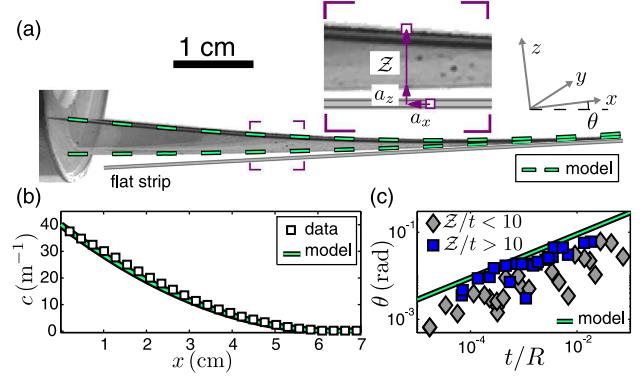 (a)
1 cm
𝒵
a_z
a_x
z
y
x
θ
flat strip
model
(b)
c (m⁻¹)
40
30
20
10
0
data
model
0 1 2 3 4 5 6 7
x (cm)
(c)
θ (rad)
10⁻¹
10⁻³
𝒵/t < 10
𝒵/t > 10
model
10⁻⁴ 10⁻²
t/R